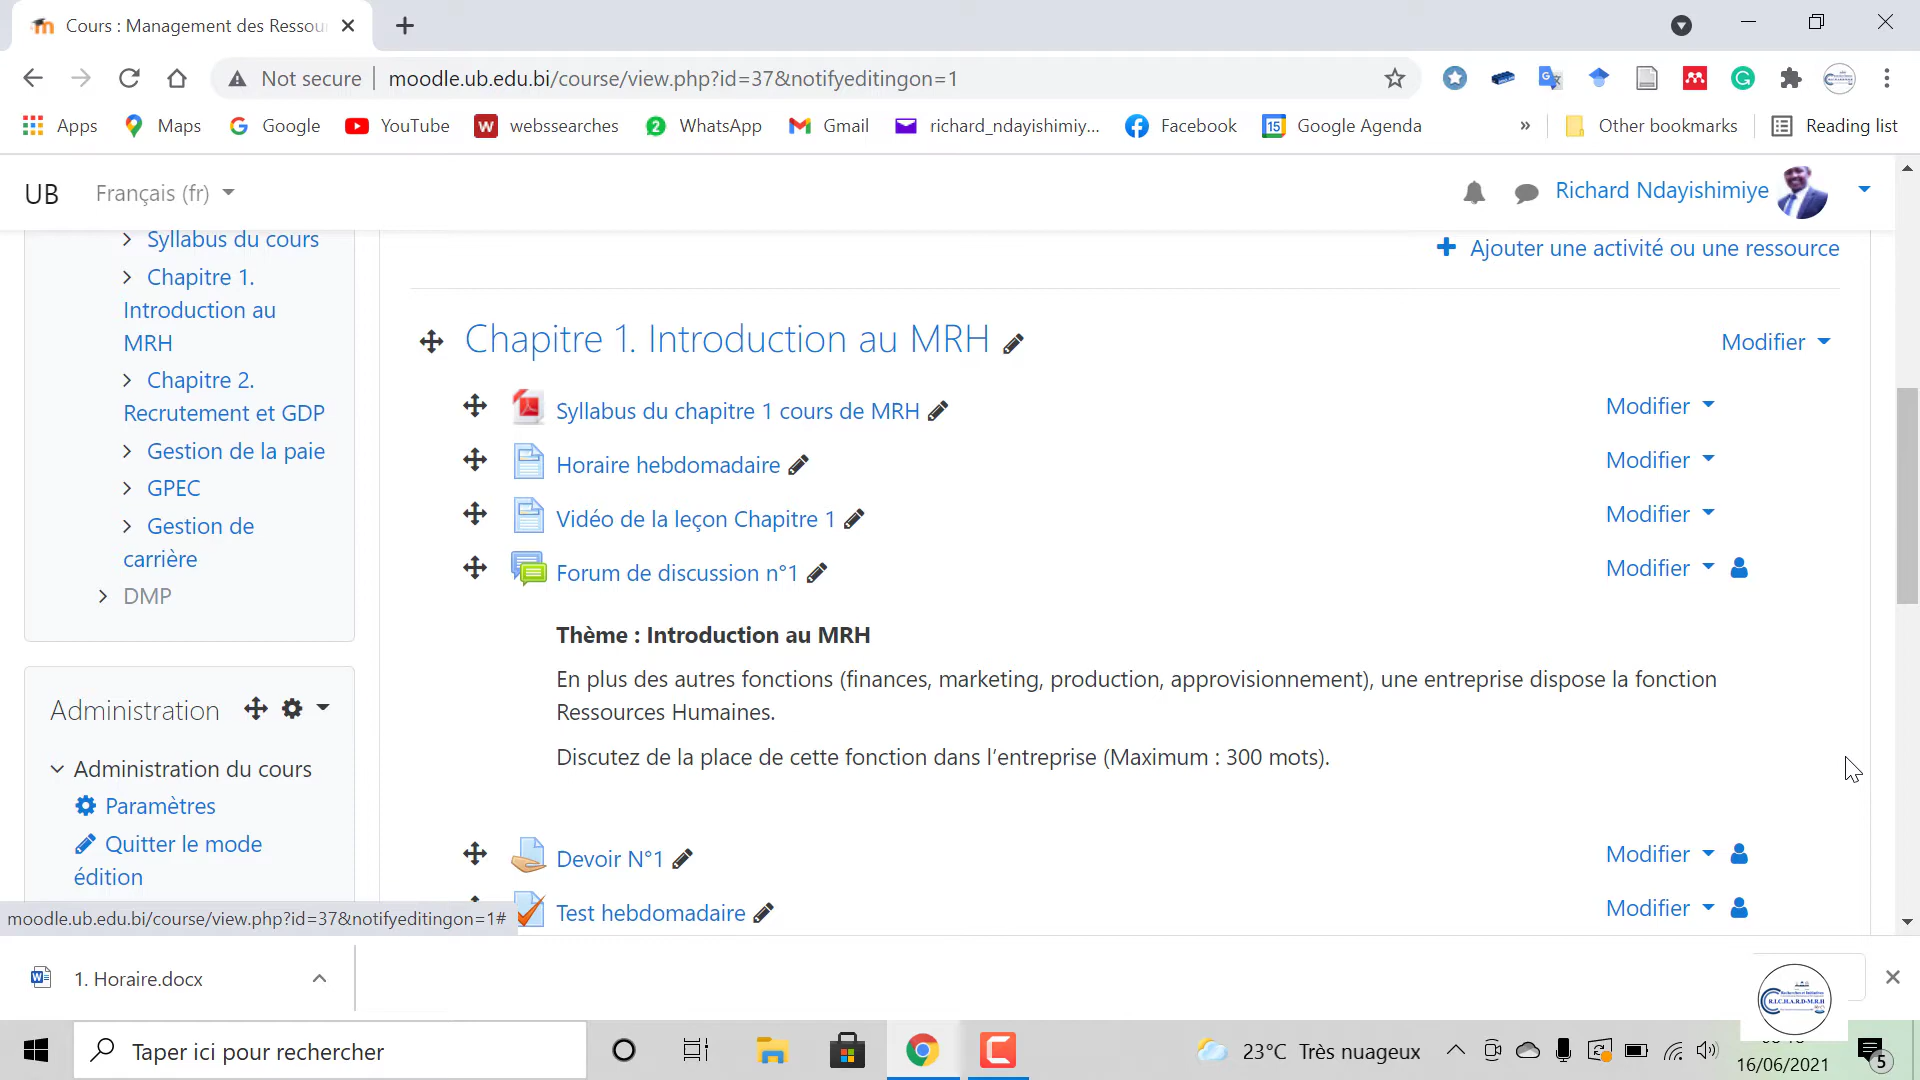 Cours : Management des Ressou
Not secure
moodle.ub.edu.bi/course/view.php?id=37&notifyeditingon=1
Apps
Maps
Google
YouTube
webssearches
WhatsApp
Gmail
richard_ndayishimiy...
Facebook
Google Agenda
»
Other bookmarks
Reading list
UB
Français (fr)
Richard Ndayishimiye
Syllabus du cours
Chapitre 1.
Introduction au
MRH
Chapitre 2.
Recrutement et GDP
Gestion de la paie
GPEC
Gestion de
carrière
DMP
Administration
Administration du cours
Paramètres
Quitter le mode
édition
Ajouter une activité ou une ressource
Chapitre 1. Introduction au MRH
Modifier
Syllabus du chapitre 1 cours de MRH
Modifier
Horaire hebdomadaire
Modifier
Vidéo de la leçon Chapitre 1
Modifier
Forum de discussion n°1
Modifier
Thème : Introduction au MRH
En plus des autres fonctions (finances, marketing, production, approvisionnement), une entreprise dispose la fonction
Ressources Humaines.
Discutez de la place de cette fonction dans l’entreprise (Maximum : 300 mots).
Devoir N°1
Modifier
Test hebdomadaire
Modifier
moodle.ub.edu.bi/course/view.php?id=37&notifyeditingon=1#
1. Horaire.docx
R.I.C.H.A.R.D-M.R.H
Taper ici pour rechercher
23°C Très nuageux
16/06/2021
5